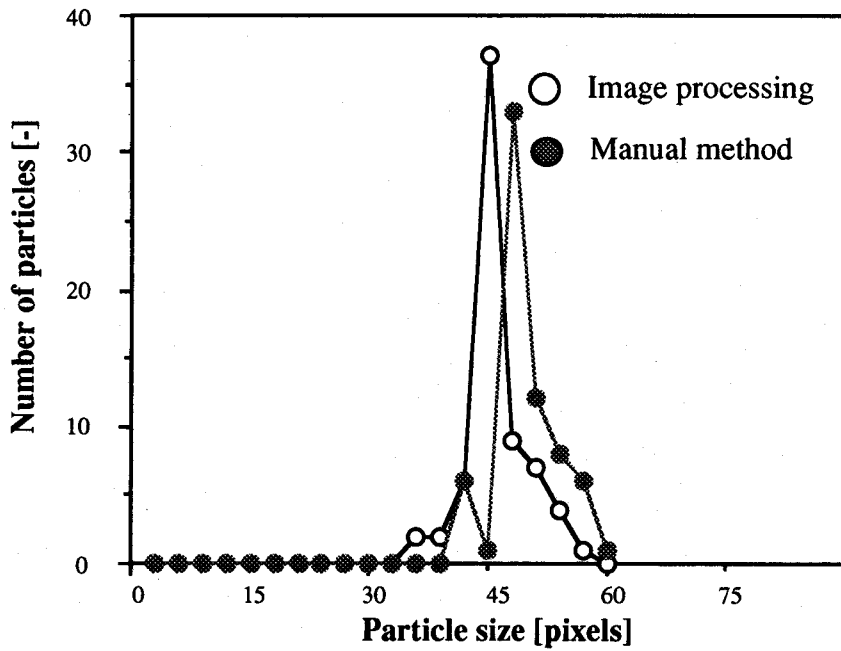 40
30
20
10
0
Number of particles [-]
Image processing
Manual method
0 15 30 45 60 75
Particle size [pixels]